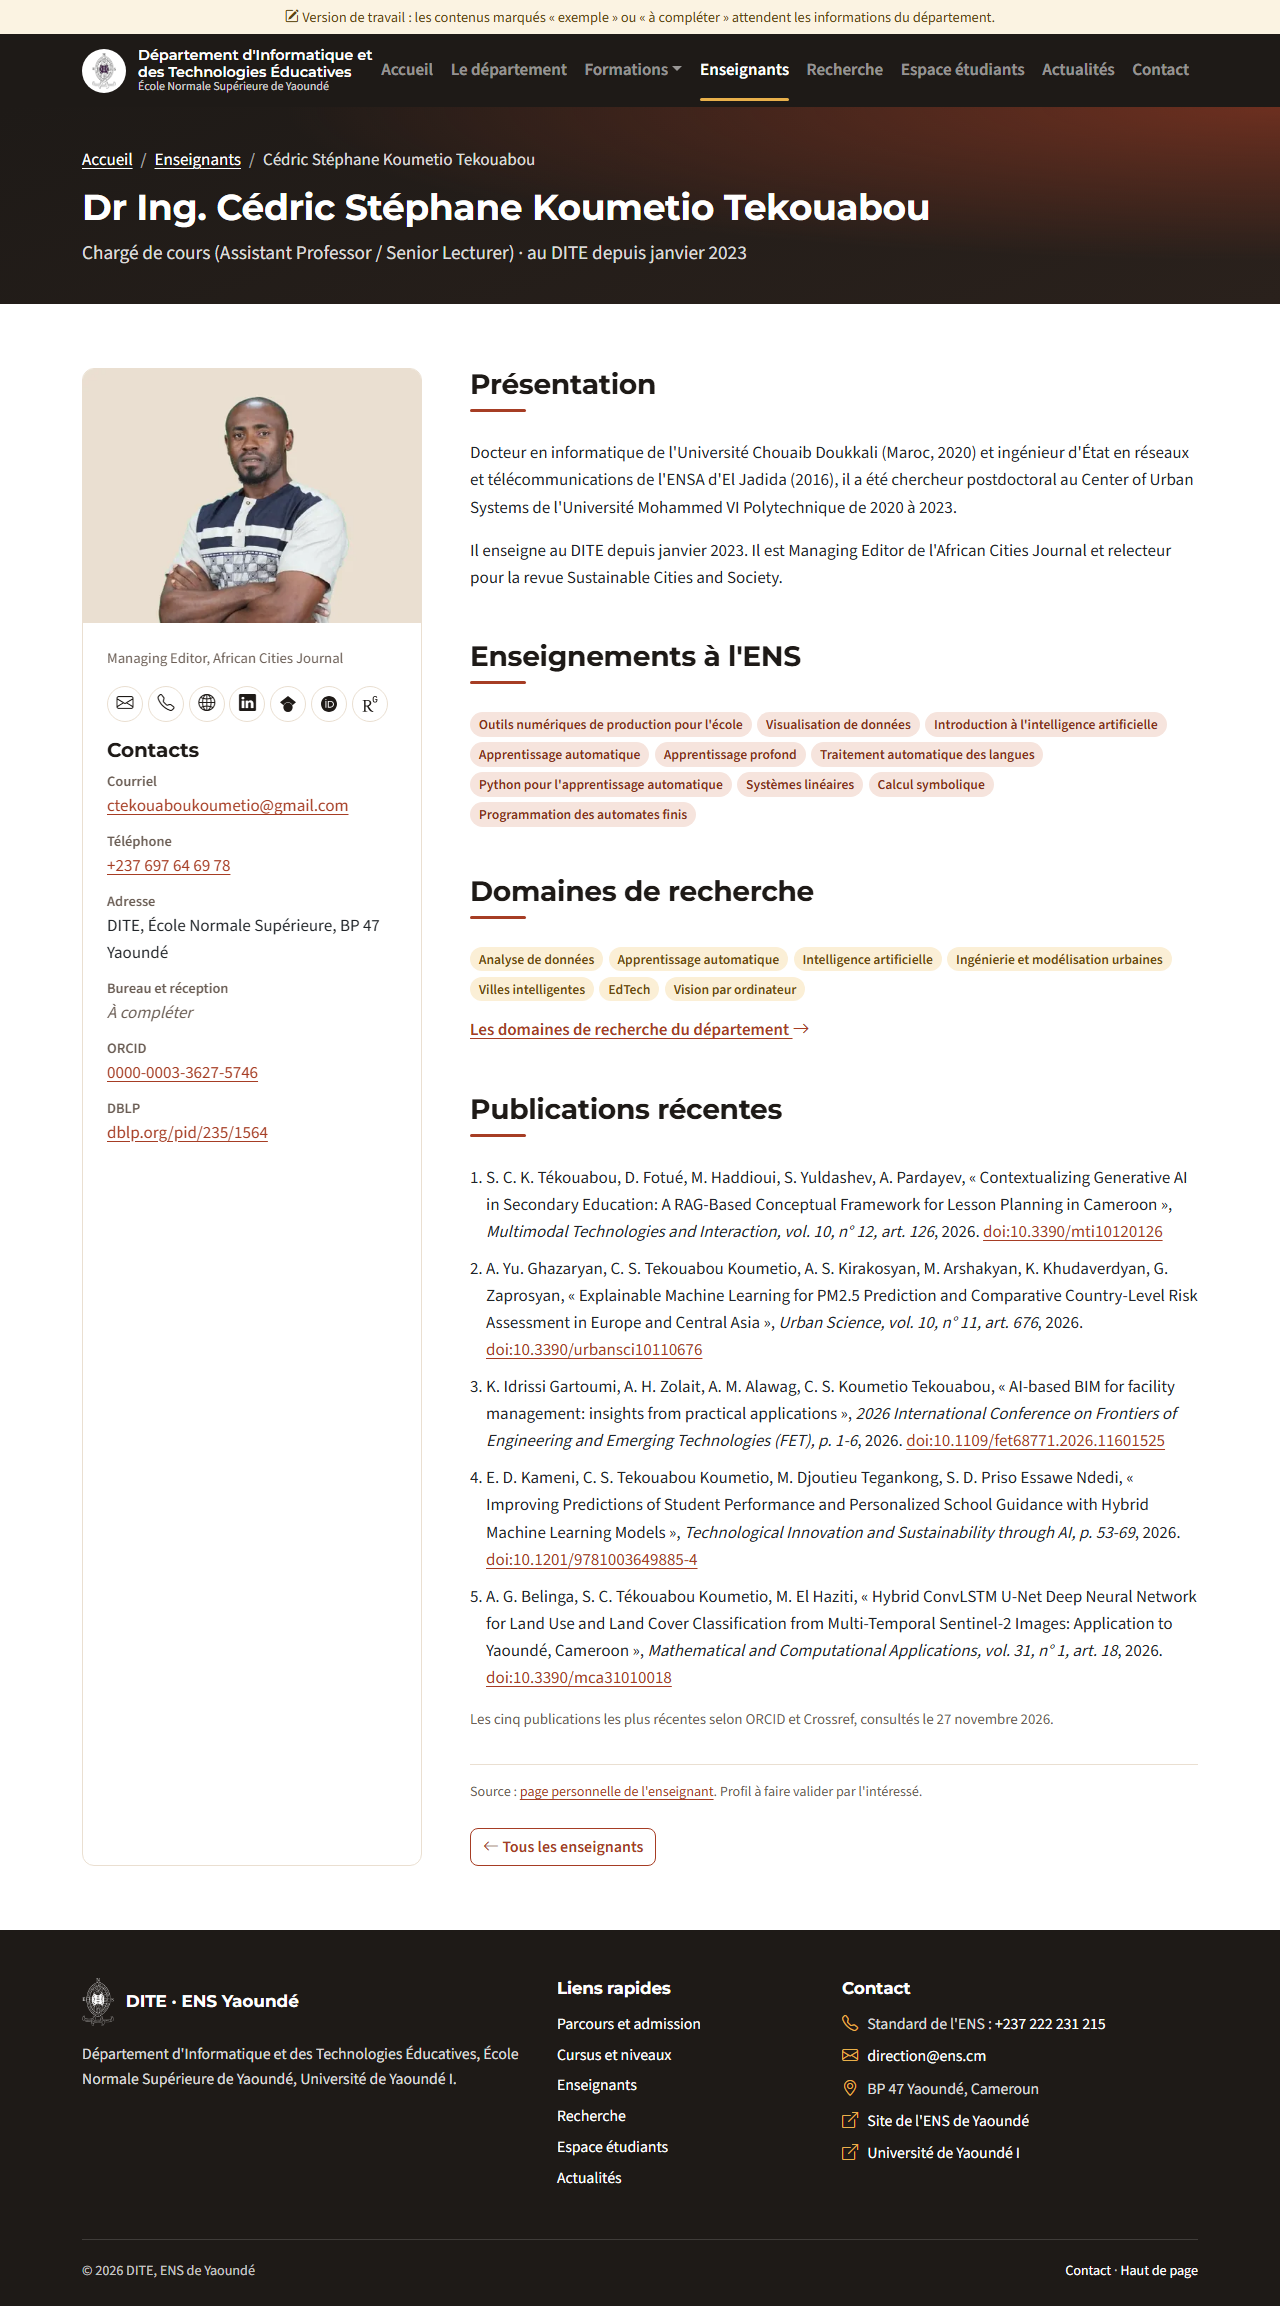 Version de travail : les contenus marqués « exemple » ou « à compléter » attendent les informations du département.
Département d'Informatique et
des Technologies Éducatives
École Normale Supérieure de Yaoundé
Accueil Le département Formations Enseignants Recherche Espace étudiants Actualités Contact
Accueil / Enseignants / Cédric Stéphane Koumetio Tekouabou
Dr Ing. Cédric Stéphane Koumetio Tekouabou
Chargé de cours (Assistant Professor / Senior Lecturer) · au DITE depuis janvier 2023
Managing Editor, African Cities Journal
Contacts
Courriel
ctekouaboukoumetio@gmail.com
Téléphone
+237 697 64 69 78
Adresse
DITE, École Normale Supérieure, BP 47
Yaoundé
Bureau et réception
À compléter
ORCID
0000-0003-3627-5746
DBLP
dblp.org/pid/235/1564
Présentation
Docteur en informatique de l'Université Chouaib Doukkali (Maroc, 2020) et ingénieur d'État en réseaux
et télécommunications de l'ENSA d'El Jadida (2016), il a été chercheur postdoctoral au Center of Urban
Systems de l'Université Mohammed VI Polytechnique de 2020 à 2023.
Il enseigne au DITE depuis janvier 2023. Il est Managing Editor de l'African Cities Journal et relecteur
pour la revue Sustainable Cities and Society.
Enseignements à l'ENS
Outils numériques de production pour l'école Visualisation de données Introduction à l'intelligence artificielle
Apprentissage automatique Apprentissage profond Traitement automatique des langues
Python pour l'apprentissage automatique Systèmes linéaires Calcul symbolique
Programmation des automates finis
Domaines de recherche
Analyse de données Apprentissage automatique Intelligence artificielle Ingénierie et modélisation urbaines
Villes intelligentes EdTech Vision par ordinateur
Les domaines de recherche du département →
Publications récentes
1. S. C. K. Tékouabou, D. Fotué, M. Haddioui, S. Yuldashev, A. Pardayev, « Contextualizing Generative AI
in Secondary Education: A RAG-Based Conceptual Framework for Lesson Planning in Cameroon »,
Multimodal Technologies and Interaction, vol. 10, n° 12, art. 126, 2026. doi:10.3390/mti10120126
2. A. Yu. Ghazaryan, C. S. Tekouabou Koumetio, A. S. Kirakosyan, M. Arshakyan, K. Khudaverdyan, G.
Zaprosyan, « Explainable Machine Learning for PM2.5 Prediction and Comparative Country-Level Risk
Assessment in Europe and Central Asia », Urban Science, vol. 10, n° 11, art. 676, 2026.
doi:10.3390/urbansci10110676
3. K. Idrissi Gartoumi, A. H. Zolait, A. M. Alawag, C. S. Koumetio Tekouabou, « AI-based BIM for facility
management: insights from practical applications », 2026 International Conference on Frontiers of
Engineering and Emerging Technologies (FET), p. 1-6, 2026. doi:10.1109/fet68771.2026.11601525
4. E. D. Kameni, C. S. Tekouabou Koumetio, M. Djoutieu Tegankong, S. D. Priso Essawe Ndedi, «
Improving Predictions of Student Performance and Personalized School Guidance with Hybrid
Machine Learning Models », Technological Innovation and Sustainability through AI, p. 53-69, 2026.
doi:10.1201/9781003649885-4
5. A. G. Belinga, S. C. Tékouabou Koumetio, M. El Haziti, « Hybrid ConvLSTM U-Net Deep Neural Network
for Land Use and Land Cover Classification from Multi-Temporal Sentinel-2 Images: Application to
Yaoundé, Cameroon », Mathematical and Computational Applications, vol. 31, n° 1, art. 18, 2026.
doi:10.3390/mca31010018
Les cinq publications les plus récentes selon ORCID et Crossref, consultés le 27 novembre 2026.
Source : page personnelle de l'enseignant. Profil à faire valider par l'intéressé.
← Tous les enseignants
DITE · ENS Yaoundé
Département d'Informatique et des Technologies Éducatives, École
Normale Supérieure de Yaoundé, Université de Yaoundé I.
Liens rapides
Parcours et admission
Cursus et niveaux
Enseignants
Recherche
Espace étudiants
Actualités
Contact
Standard de l'ENS : +237 222 231 215
direction@ens.cm
BP 47 Yaoundé, Cameroon
Site de l'ENS de Yaoundé
Université de Yaoundé I
© 2026 DITE, ENS de Yaoundé
Contact · Haut de page